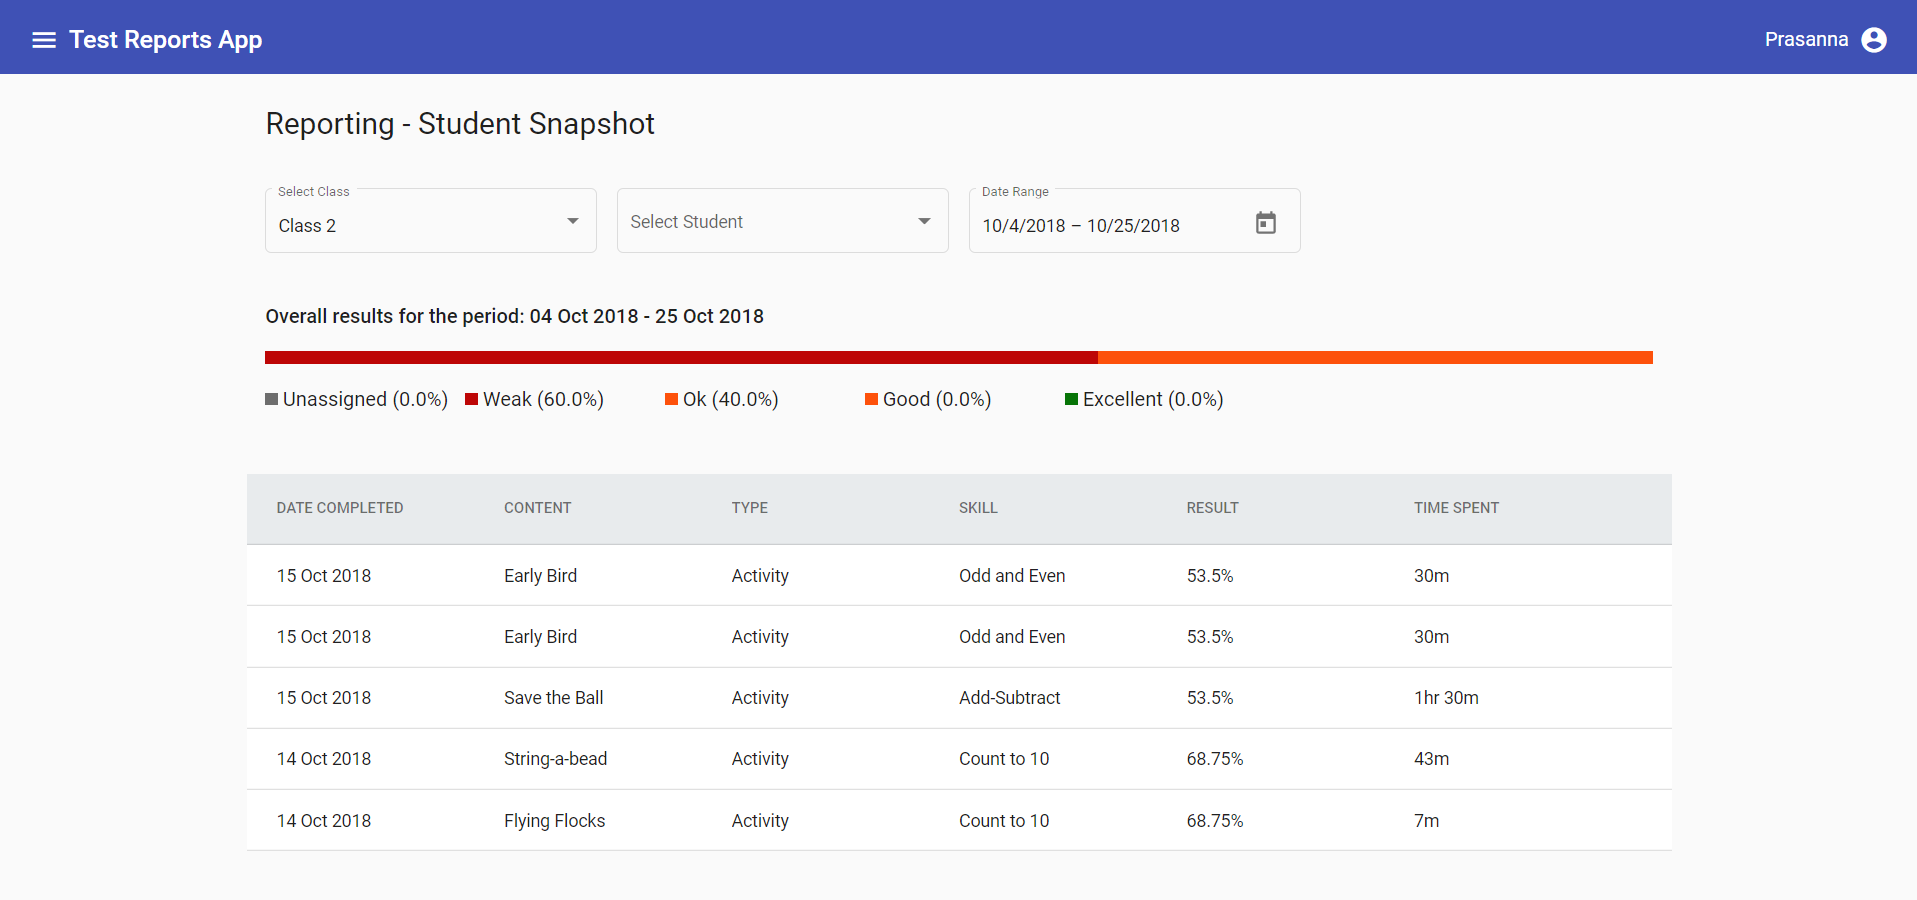 Test Reports App
Prasanna
Reporting - Student Snapshot
Select Class
Class 2
Select Student
Date Range
10/4/2018 – 10/25/2018
Overall results for the period: 04 Oct 2018 - 25 Oct 2018
Unassigned (0.0%) Weak (60.0%) Ok (40.0%) Good (0.0%) Excellent (0.0%)
DATE COMPLETED CONTENT TYPE SKILL RESULT TIME SPENT
15 Oct 2018 Early Bird Activity Odd and Even 53.5% 30m
15 Oct 2018 Early Bird Activity Odd and Even 53.5% 30m
15 Oct 2018 Save the Ball Activity Add-Subtract 53.5% 1hr 30m
14 Oct 2018 String-a-bead Activity Count to 10 68.75% 43m
14 Oct 2018 Flying Flocks Activity Count to 10 68.75% 7m